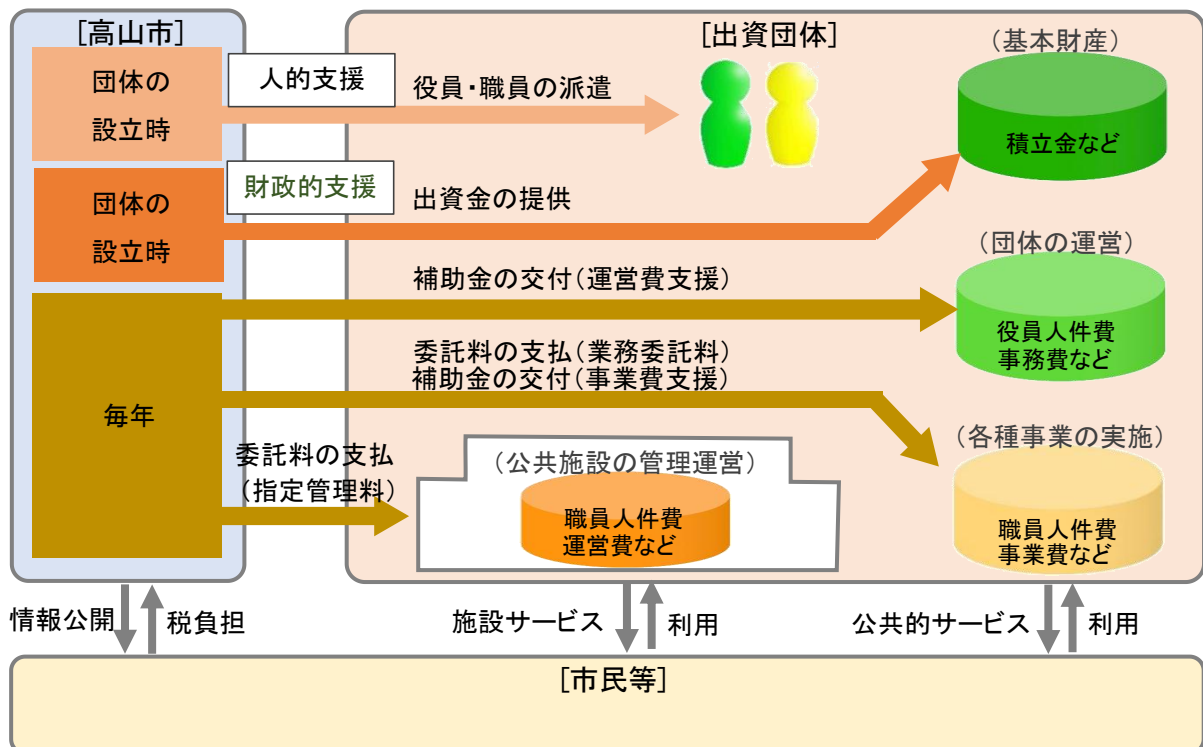 [高山市]
[出資団体]
(基本財産)
団体の
設立時
人的支援
役員・職員の派遣
積立金など
団体の
設立時
財政的支援
出資金の提供
(団体の運営)
補助金の交付(運営費支援)
役員人件費
事務費など
毎年
委託料の支払(業務委託料)
補助金の交付(事業費支援)
(各種事業の実施)
委託料の支払
(指定管理料)
(公共施設の管理運営)
職員人件費
運営費など
職員人件費
事業費など
情報公開
税負担
施設サービス
利用
公共的サービス
利用
[市民等]